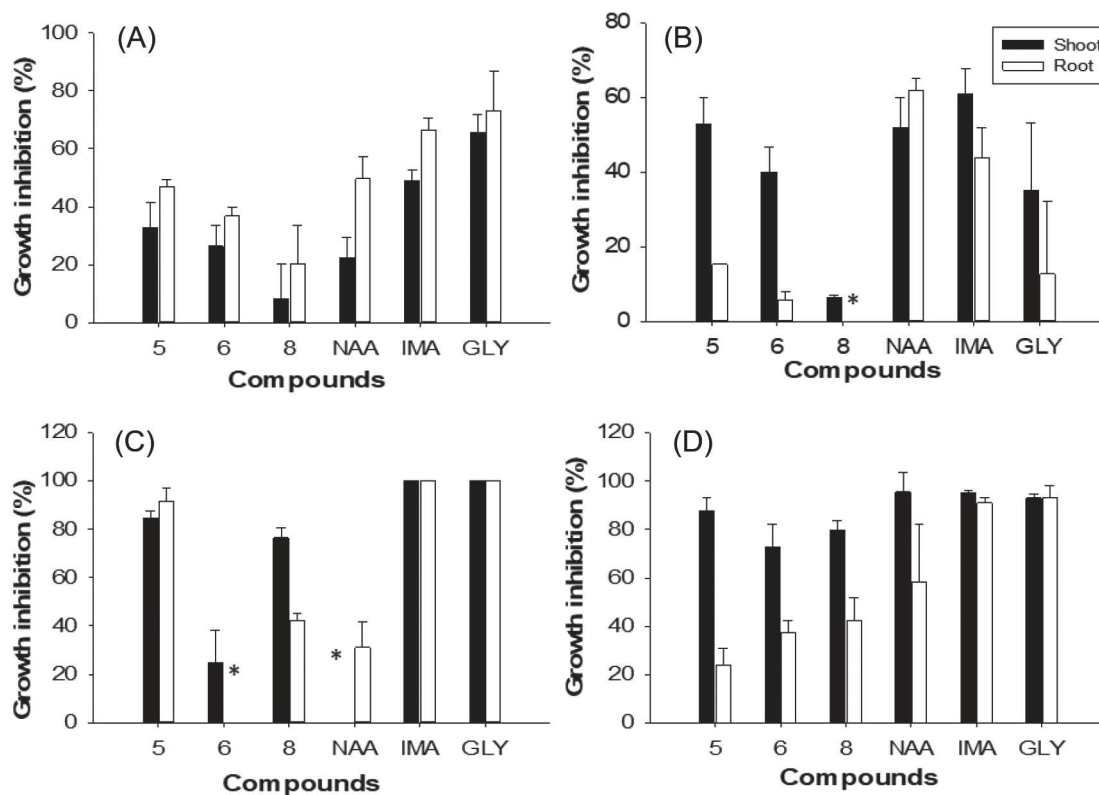 (A)
Growth inhibition (%)
100
80
60
40
20
0
5 6 8 NAA IMA GLY
Compounds
(B)
Growth inhibition (%)
80
60
40
20
0
Shoot
Root
*
5 6 8 NAA IMA GLY
Compounds
(C)
Growth inhibition (%)
120
100
80
60
40
20
0
* *
5 6 8 NAA IMA GLY
Compounds
(D)
Growth inhibition (%)
120
100
80
60
40
20
0
5 6 8 NAA IMA GLY
Compounds